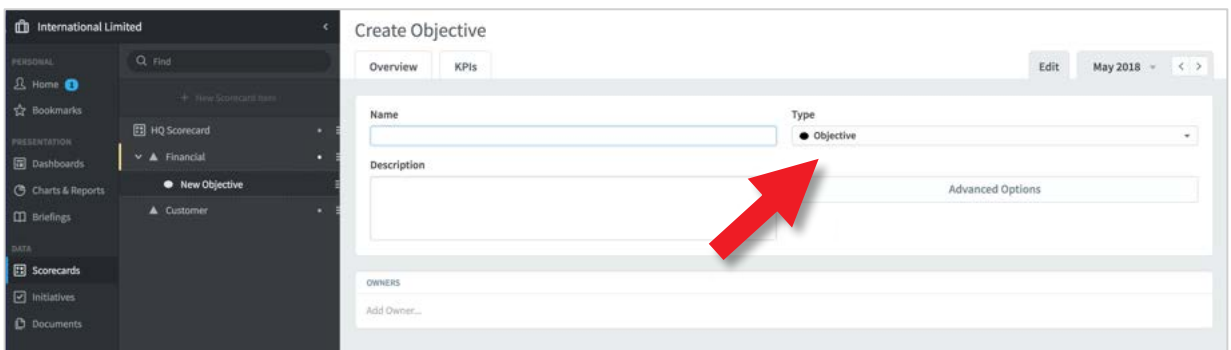 International Limited
PERSONAL
Home 1
Bookmarks
PRESENTATION
Dashboards
Charts & Reports
Briefings
DATA
Scorecards
Initiatives
Documents
Find
+ New Scorecard Item
HQ Scorecard
Financial
New Objective
Customer
Create Objective
Overview KPIs Edit May 2018
Name
Type
Objective
Description
Advanced Options
OWNERS
Add Owner...